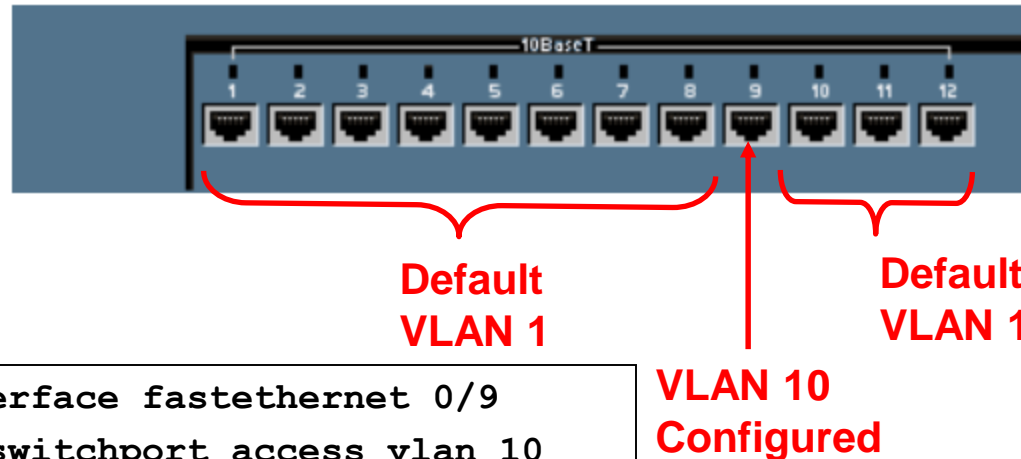 10BaseT
1 2 3 4 5 6 7 8 9 10 11 12
Default
VLAN 1
Default
VLAN 1
VLAN 10
Configured
erface fastethernet 0/9
switchport access vlan 10